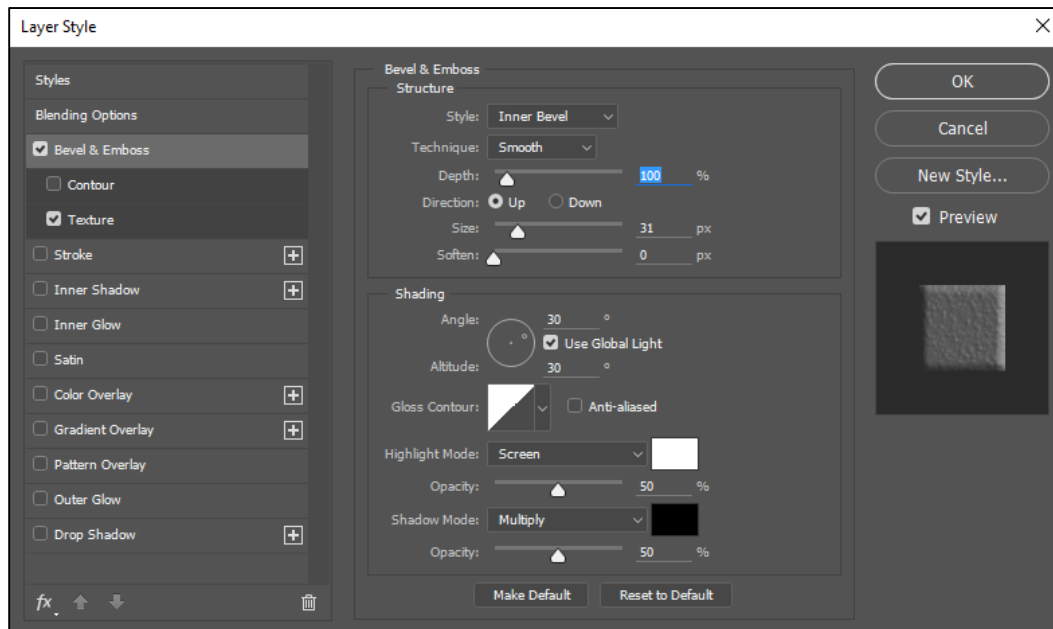 Layer Style
Styles
Blending Options
Bevel & Emboss
Contour
Texture
Stroke
Inner Shadow
Inner Glow
Satin
Color Overlay
Gradient Overlay
Pattern Overlay
Outer Glow
Drop Shadow
fx
Bevel & Emboss
Structure
Style: Inner Bevel
Technique: Smooth
Depth: 100 %
Direction: Up Down
Size: 31 px
Soften: 0 px
Shading
Angle: 30 °
Use Global Light
Altitude: 30 °
Gloss Contour: Anti-aliased
Highlight Mode: Screen
Opacity: 50 %
Shadow Mode: Multiply
Opacity: 50 %
Make Default Reset to Default
OK
Cancel
New Style...
Preview